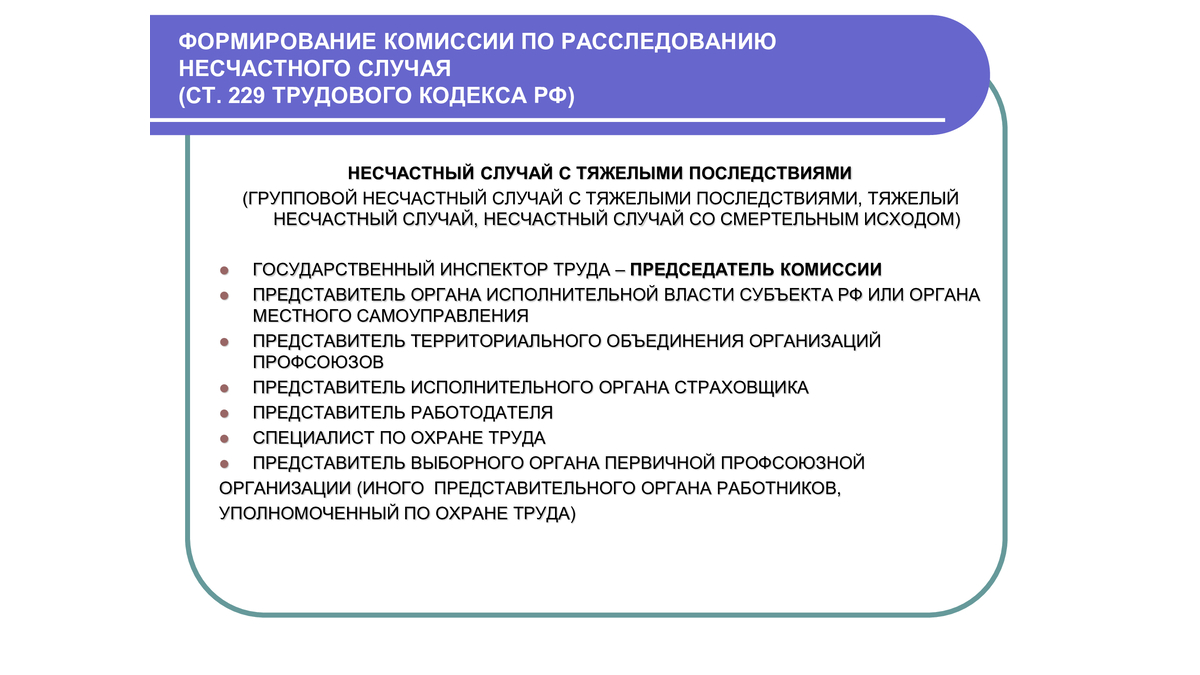 ФОРМИРОВАНИЕ КОМИССИИ ПО РАССЛЕДОВАНИЮ
НЕСЧАСТНОГО СЛУЧАЯ
(СТ. 229 ТРУДОВОГО КОДЕКСА РФ)
НЕСЧАСТНЫЙ СЛУЧАЙ С ТЯЖЕЛЫМИ ПОСЛЕДСТВИЯМИ
(ГРУППОВОЙ НЕСЧАСТНЫЙ СЛУЧАЙ С ТЯЖЕЛЫМИ ПОСЛЕДСТВИЯМИ, ТЯЖЕЛЫЙ
НЕСЧАСТНЫЙ СЛУЧАЙ, НЕСЧАСТНЫЙ СЛУЧАЙ СО СМЕРТЕЛЬНЫМ ИСХОДОМ)
● ГОСУДАРСТВЕННЫЙ ИНСПЕКТОР ТРУДА – ПРЕДСЕДАТЕЛЬ КОМИССИИ
● ПРЕДСТАВИТЕЛЬ ОРГАНА ИСПОЛНИТЕЛЬНОЙ ВЛАСТИ СУБЪЕКТА РФ ИЛИ ОРГАНА
МЕСТНОГО САМОУПРАВЛЕНИЯ
● ПРЕДСТАВИТЕЛЬ ТЕРРИТОРИАЛЬНОГО ОБЪЕДИНЕНИЯ ОРГАНИЗАЦИЙ
ПРОФСОЮЗОВ
● ПРЕДСТАВИТЕЛЬ ИСПОЛНИТЕЛЬНОГО ОРГАНА СТРАХОВЩИКА
● ПРЕДСТАВИТЕЛЬ РАБОТОДАТЕЛЯ
● СПЕЦИАЛИСТ ПО ОХРАНЕ ТРУДА
● ПРЕДСТАВИТЕЛЬ ВЫБОРНОГО ОРГАНА ПЕРВИЧНОЙ ПРОФСОЮЗНОЙ
ОРГАНИЗАЦИИ (ИНОГО ПРЕДСТАВИТЕЛЬНОГО ОРГАНА РАБОТНИКОВ,
УПОЛНОМОЧЕННЫЙ ПО ОХРАНЕ ТРУДА)